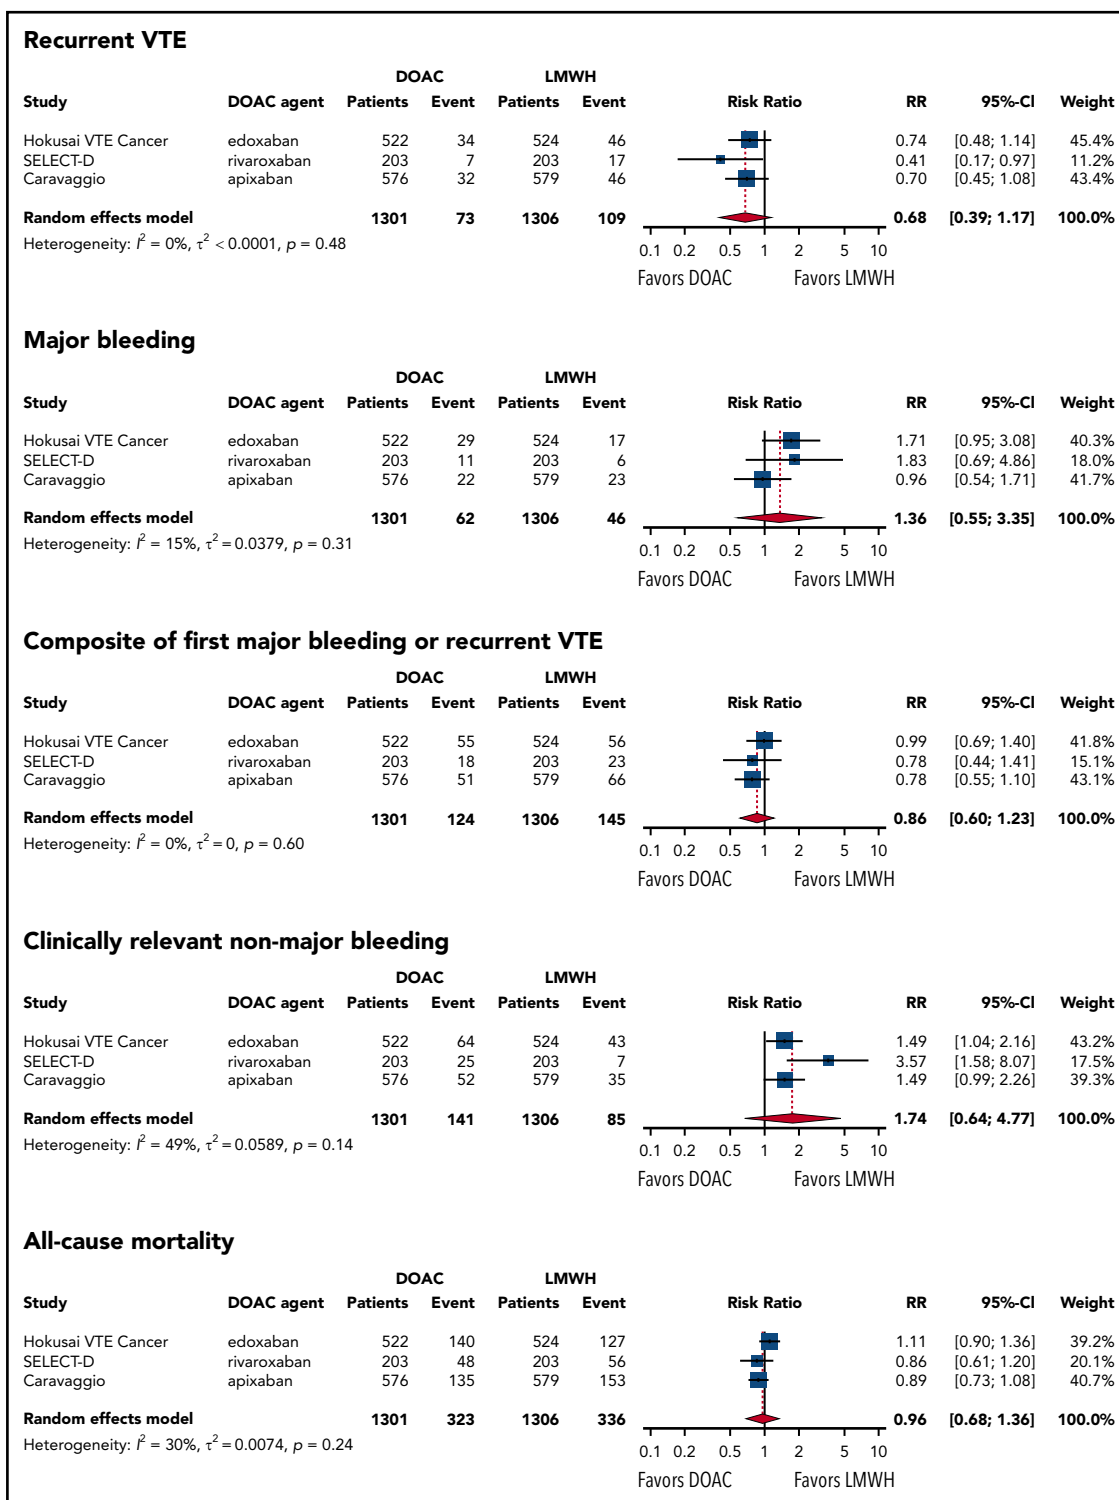 Recurrent VTE
DOAC LMWH
Study DOAC agent Patients Event Patients Event Risk Ratio RR 95%-CI Weight
Hokusai VTE Cancer edoxaban 522 34 524 46 0.74 [0.48; 1.14] 45.4%
SELECT-D rivaroxaban 203 7 203 17 0.41 [0.17; 0.97] 11.2%
Caravaggio apixaban 576 32 579 46 0.70 [0.45; 1.08] 43.4%
Random effects model 1301 73 1306 109 0.68 [0.39; 1.17] 100.0%
Heterogeneity: I² = 0%, τ² < 0.0001, p = 0.48
0.1 0.2 0.5 1 2 5 10
Favors DOAC Favors LMWH
Major bleeding
DOAC LMWH
Study DOAC agent Patients Event Patients Event Risk Ratio RR 95%-CI Weight
Hokusai VTE Cancer edoxaban 522 29 524 17 1.71 [0.95; 3.08] 40.3%
SELECT-D rivaroxaban 203 11 203 6 1.83 [0.69; 4.86] 18.0%
Caravaggio apixaban 576 22 579 23 0.96 [0.54; 1.71] 41.7%
Random effects model 1301 62 1306 46 1.36 [0.55; 3.35] 100.0%
Heterogeneity: I² = 15%, τ² = 0.0379, p = 0.31
0.1 0.2 0.5 1 2 5 10
Favors DOAC Favors LMWH
Composite of first major bleeding or recurrent VTE
DOAC LMWH
Study DOAC agent Patients Event Patients Event Risk Ratio RR 95%-CI Weight
Hokusai VTE Cancer edoxaban 522 55 524 56 0.99 [0.69; 1.40] 41.8%
SELECT-D rivaroxaban 203 18 203 23 0.78 [0.44; 1.41] 15.1%
Caravaggio apixaban 576 51 579 66 0.78 [0.55; 1.10] 43.1%
Random effects model 1301 124 1306 145 0.86 [0.60; 1.23] 100.0%
Heterogeneity: I² = 0%, τ² = 0, p = 0.60
0.1 0.2 0.5 1 2 5 10
Favors DOAC Favors LMWH
Clinically relevant non-major bleeding
DOAC LMWH
Study DOAC agent Patients Event Patients Event Risk Ratio RR 95%-CI Weight
Hokusai VTE Cancer edoxaban 522 64 524 43 1.49 [1.04; 2.16] 43.2%
SELECT-D rivaroxaban 203 25 203 7 3.57 [1.58; 8.07] 17.5%
Caravaggio apixaban 576 52 579 35 1.49 [0.99; 2.26] 39.3%
Random effects model 1301 141 1306 85 1.74 [0.64; 4.77] 100.0%
Heterogeneity: I² = 49%, τ² = 0.0589, p = 0.14
0.1 0.2 0.5 1 2 5 10
Favors DOAC Favors LMWH
All-cause mortality
DOAC LMWH
Study DOAC agent Patients Event Patients Event Risk Ratio RR 95%-CI Weight
Hokusai VTE Cancer edoxaban 522 140 524 127 1.11 [0.90; 1.36] 39.2%
SELECT-D rivaroxaban 203 48 203 56 0.86 [0.61; 1.20] 20.1%
Caravaggio apixaban 576 135 579 153 0.89 [0.73; 1.08] 40.7%
Random effects model 1301 323 1306 336 0.96 [0.68; 1.36] 100.0%
Heterogeneity: I² = 30%, τ² = 0.0074, p = 0.24
0.1 0.2 0.5 1 2 5 10
Favors DOAC Favors LMWH